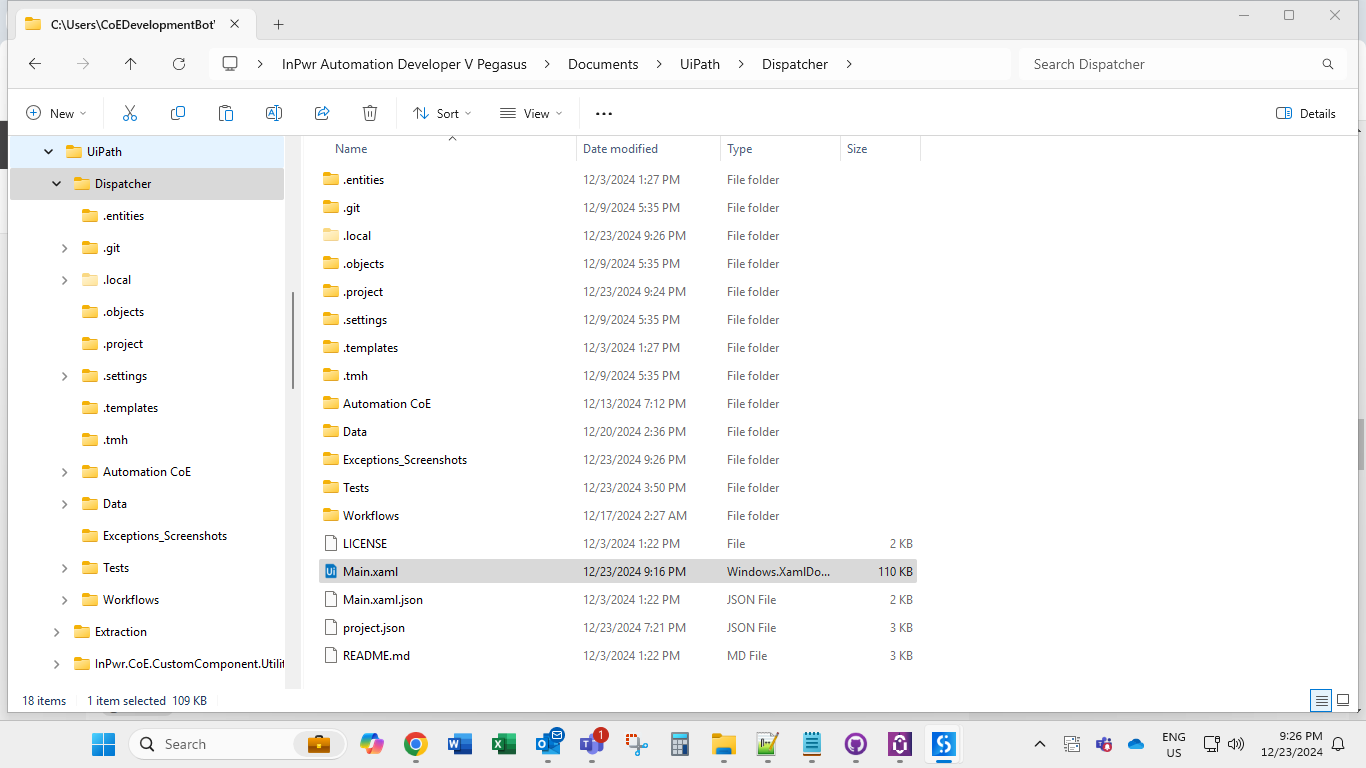 C:\Users\CoEDevelopmentBot'
InPwr Automation Developer V Pegasus > Documents > UiPath > Dispatcher >
Search Dispatcher
New
Sort
View
Details
UiPath
Dispatcher
.entities
.git
.local
.objects
.project
.settings
.templates
.tmh
Automation CoE
Data
Exceptions_Screenshots
Tests
Workflows
Extraction
InPwr.CoE.CustomComponent.Utilit
Name Date modified Type Size
.entities 12/3/2024 1:27 PM File folder
.git 12/9/2024 5:35 PM File folder
.local 12/23/2024 9:26 PM File folder
.objects 12/9/2024 5:35 PM File folder
.project 12/23/2024 9:24 PM File folder
.settings 12/9/2024 5:35 PM File folder
.templates 12/3/2024 1:27 PM File folder
.tmh 12/9/2024 5:35 PM File folder
Automation CoE 12/13/2024 7:12 PM File folder
Data 12/20/2024 2:36 PM File folder
Exceptions_Screenshots 12/23/2024 9:26 PM File folder
Tests 12/23/2024 3:50 PM File folder
Workflows 12/17/2024 2:27 AM File folder
LICENSE 12/3/2024 1:22 PM File 2 KB
Main.xaml 12/23/2024 9:16 PM Windows.XamlDo... 110 KB
Main.xaml.json 12/3/2024 1:22 PM JSON File 2 KB
project.json 12/23/2024 7:21 PM JSON File 3 KB
README.md 12/3/2024 1:22 PM MD File 3 KB
18 items 1 item selected 109 KB
Search
1
ENG
US
9:26 PM
12/23/2024